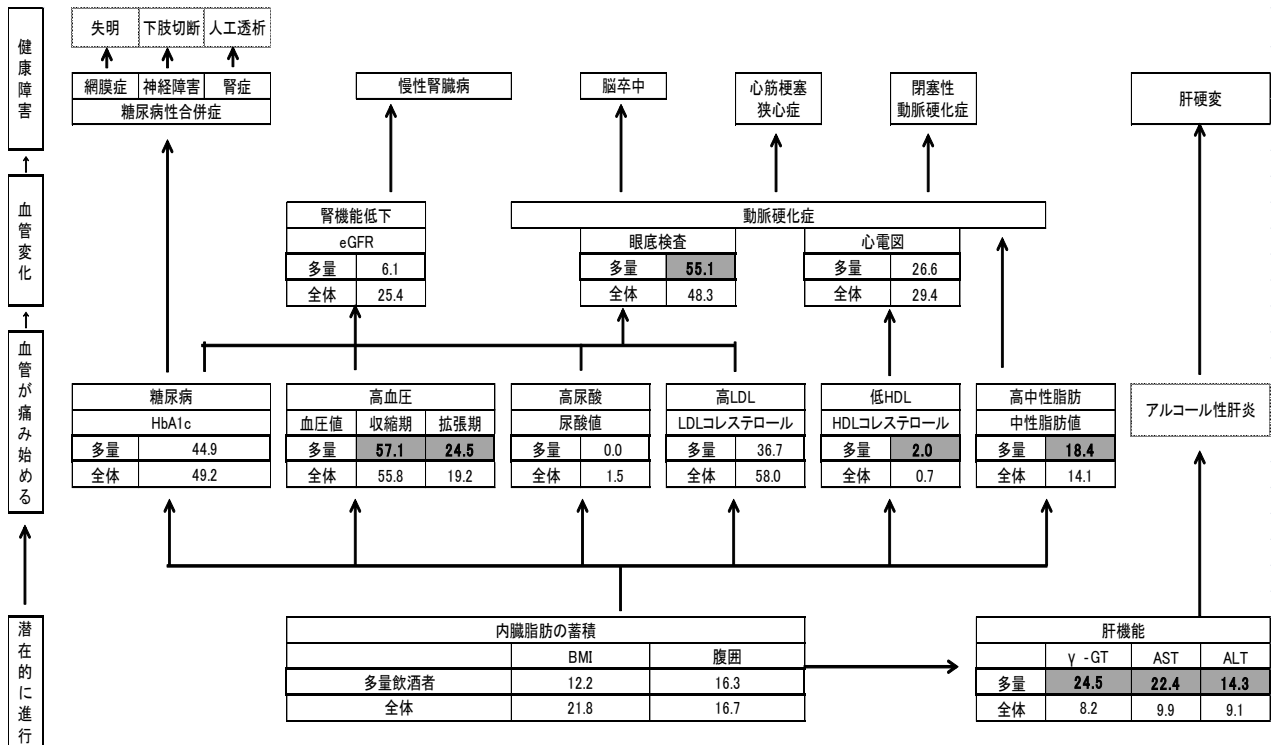 健康障害
血管変化
血管が痛み始める
潜在的に進行
失明 下肢切断 人工透析
網膜症 神経障害 腎症
糖尿病性合併症
慢性腎臓病
脳卒中
心筋梗塞
狭心症
閉塞性
動脈硬化症
肝硬変
腎機能低下
eGFR
多量 6.1
全体 25.4
動脈硬化症
眼底検査
多量 55.1
全体 48.3
心電図
多量 26.6
全体 29.4
糖尿病
HbA1c
多量 44.9
全体 49.2
高血圧
血圧値 収縮期 拡張期
多量 57.1 24.5
全体 55.8 19.2
高尿酸
尿酸値
多量 0.0
全体 1.5
高LDL
LDLコレステロール
多量 36.7
全体 58.0
低HDL
HDLコレステロール
多量 2.0
全体 0.7
高中性脂肪
中性脂肪値
多量 18.4
全体 14.1
アルコール性肝炎
内臓脂肪の蓄積
BMI 腹囲
多量飲酒者 12.2 16.3
全体 21.8 16.7
肝機能
γ-GT AST ALT
多量 24.5 22.4 14.3
全体 8.2 9.9 9.1